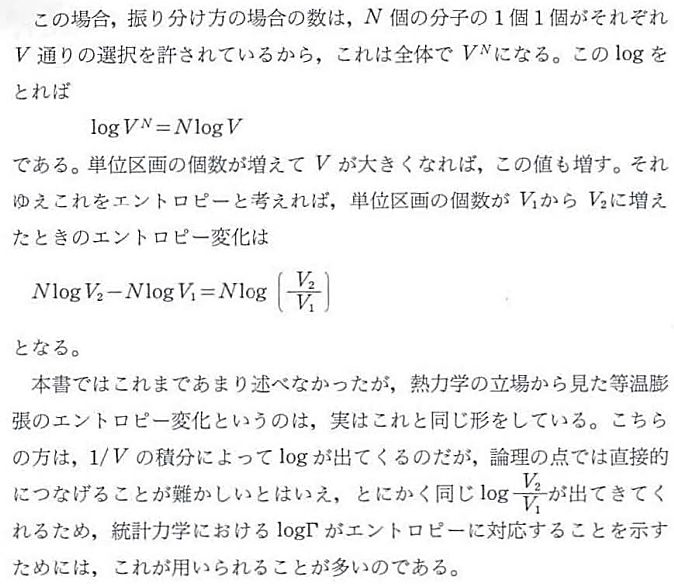 この場合，振り分け方の場合の数は，N 個の分子の１個１個がそれぞれ
V 通りの選択を許されているから，これは全体で Vᴺになる。この log を
とれば
log Vᴺ＝N log V
である。単位区画の個数が増えて V が大きくなれば，この値も増す。それ
ゆえこれをエントロピーと考えれば，単位区画の個数が V₁から V₂に増え
たときのエントロピー変化は
N log V₂－N log V₁＝N log (V₂/V₁)
となる。
本書ではこれまであまり述べなかったが，熱力学の立場から見た等温膨
張のエントロピー変化というのは，実はこれと同じ形をしている。こちら
の方は，1/V の積分によって log が出てくるのだが，論理の点では直接的
につなげることが難かしいとはいえ，とにかく同じ log V₂/V₁ が出てきてく
れるため，統計力学における logΓ がエントロピーに対応することを示す
ためには，これが用いられることが多いのである。